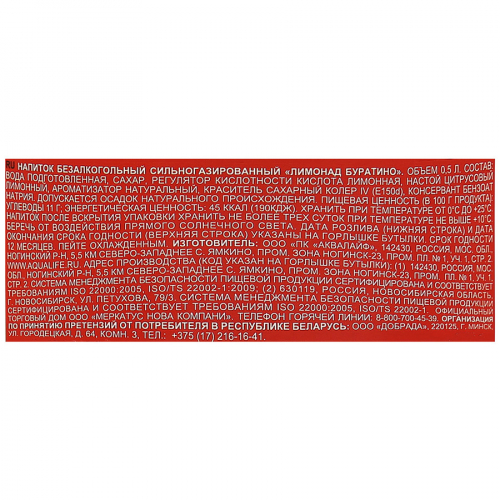 RU НАПИТОК БЕЗАЛКОГОЛЬНЫЙ СИЛЬНОГАЗИРОВАННЫЙ «ЛИМОНАД БУРАТИНО». ОБЪЕМ 0,5 Л. СОСТАВ:
ВОДА ПОДГОТОВЛЕННАЯ, САХАР, РЕГУЛЯТОР КИСЛОТНОСТИ КИСЛОТА ЛИМОННАЯ, НАСТОЙ ЦИТРУСОВЫЙ
ЛИМОННЫЙ, АРОМАТИЗАТОР НАТУРАЛЬНЫЙ, КРАСИТЕЛЬ САХАРНЫЙ КОЛЕР IV (Е150d), КОНСЕРВАНТ БЕНЗОАТ
НАТРИЯ. ДОПУСКАЕТСЯ ОСАДОК НАТУРАЛЬНОГО ПРОИСХОЖДЕНИЯ. ПИЩЕВАЯ ЦЕННОСТЬ (В 100 Г ПРОДУКТА):
УГЛЕВОДЫ 11 Г; ЭНЕРГЕТИЧЕСКАЯ ЦЕННОСТЬ: 45 ККАЛ (190КДЖ). ХРАНИТЬ ПРИ ТЕМПЕРАТУРЕ ОТ 0°С ДО +25°С.
НАПИТОК ПОСЛЕ ВСКРЫТИЯ УПАКОВКИ ХРАНИТЬ НЕ БОЛЕЕ ТРЕХ СУТОК ПРИ ТЕМПЕРАТУРЕ
БЕРЕЧЬ ОТ ВОЗДЕЙСТВИЯ ПРЯМОГО СОЛНЕЧНОГО СВЕТА. ДАТА РОЗЛИВА (НИЖНЯЯ СТРОКА) И ДАТА
ОКОНЧАНИЯ СРОКА ГОДНОСТИ (ВЕРХНЯЯ СТРОКА) УКАЗАНЫ НА ГОРЛЫШКЕ БУТЫЛКИ. СРОК ГОДНОСТИ
12 МЕСЯЦЕВ. ПЕЙТЕ ОХЛАЖДЕННЫМ. ИЗГОТОВИТЕЛЬ: ООО «ПК «АКВАЛАЙФ», 142430, РОССИЯ, МОСК. ОБЛ.,
НОГИНСКИЙ Р-Н, 5,5 КМ СЕВЕРО-ЗАПАДНЕЕ С. ЯМКИНО, ПРОМ. ЗОНА НОГИНСК-23, ПРОМ. ПЛ. № 1, УЧ. 1, СТР. 2.
WWW.AQUALIFE.RU. АДРЕС ПРОИЗВОДСТВА (КОД УКАЗАН НА ГОРЛЫШКЕ БУТЫЛКИ): (1) 142430, РОССИЯ, МОСК. ОБЛ.,
НОГИНСКИЙ Р-Н, 5,5 КМ СЕВЕРО-ЗАПАДНЕЕ С. ЯМКИНО, ПРОМ. ЗОНА НОГИНСК-23, ПРОМ. ПЛ. № 1, УЧ. 1,
СТР. 2. СИСТЕМА МЕНЕДЖМЕНТА БЕЗОПАСНОСТИ ПИЩЕВОЙ ПРОДУКЦИИ СЕРТИФИЦИРОВАНА И СООТВЕТСТВУЕТ
ТРЕБОВАНИЯМ ISO 22000:2005, ISO/TS 22002-1:2009; (2) 630119, РОССИЯ, НОВОСИБИРСКАЯ ОБЛАСТЬ,
Г. НОВОСИБИРСК, УЛ. ПЕТУХОВА, 79/3. СИСТЕМА МЕНЕДЖМЕНТА БЕЗОПАСНОСТИ ПИЩЕВОЙ ПРОДУКЦИИ
СЕРТИФИЦИРОВАНА И СООТВЕТСТВУЕТ ТРЕБОВАНИЯМ ISO 22000:2005, ISO/TS 22002-1. ОФИЦИАЛЬНЫЙ
ТОРГОВЫЙ ДОМ ООО «МЕРКАТУС НОВА КОМПАНИ». ТЕЛЕФОН ГОРЯЧЕЙ ЛИНИИ: 8-800-700-45-39. ОРГАНИЗАЦИЯ
ПО ПРИНЯТИЮ ПРЕТЕНЗИЙ ОТ ПОТРЕБИТЕЛЯ В РЕСПУБЛИКЕ БЕЛАРУСЬ: ООО «ДОБРАДА», 220125, Г. МИНСК,
УЛ. ГОРОДЕЦКАЯ, Д. 64, КОМН. 3, ТЕЛ.: +375 (17) 216-16-41.